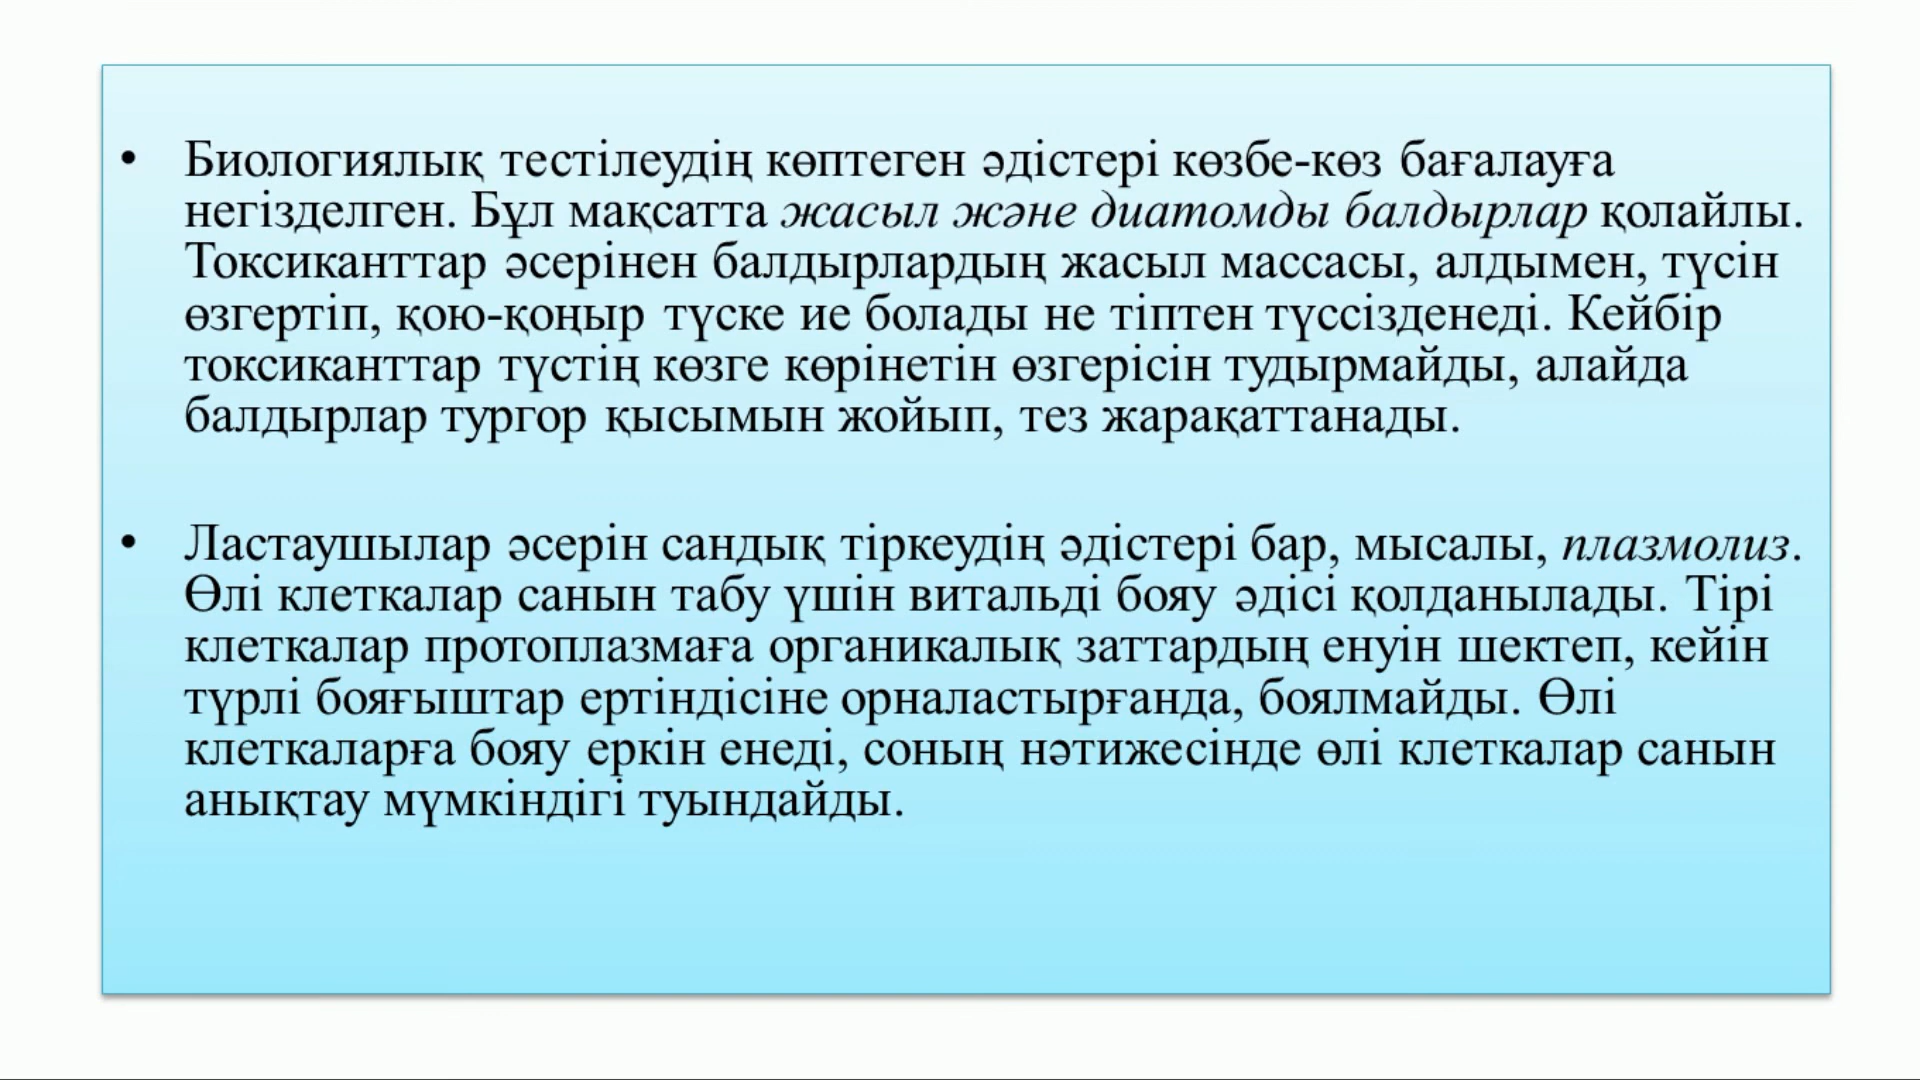 • Биологиялық тестілеудің көптеген әдістері көзбе-көз бағалауға
негізделген. Бұл мақсатта жасыл және диатомды балдырлар қолайлы.
Токсиканттар әсерінен балдырлардың жасыл массасы, алдымен, түсін
өзгертіп, қою-қоңыр түске ие болады не тіптен түссізденеді. Кейбір
токсиканттар түстің көзге көрінетін өзгерісін тудырмайды, алайда
балдырлар тургор қысымын жойып, тез жарақаттанады.
• Ластаушылар әсерін сандық тіркеудің әдістері бар, мысалы, плазмолиз.
Өлі клеткалар санын табу үшін витальді бояу әдісі қолданылады. Тірі
клеткалар протоплазмаға органикалық заттардың енуін шектеп, кейін
түрлі бояғыштар ертіндісіне орналастырғанда, боялмайды. Өлі
клеткаларға бояу еркін енеді, соның нәтижесінде өлі клеткалар санын
анықтау мүмкіндігі туындайды.